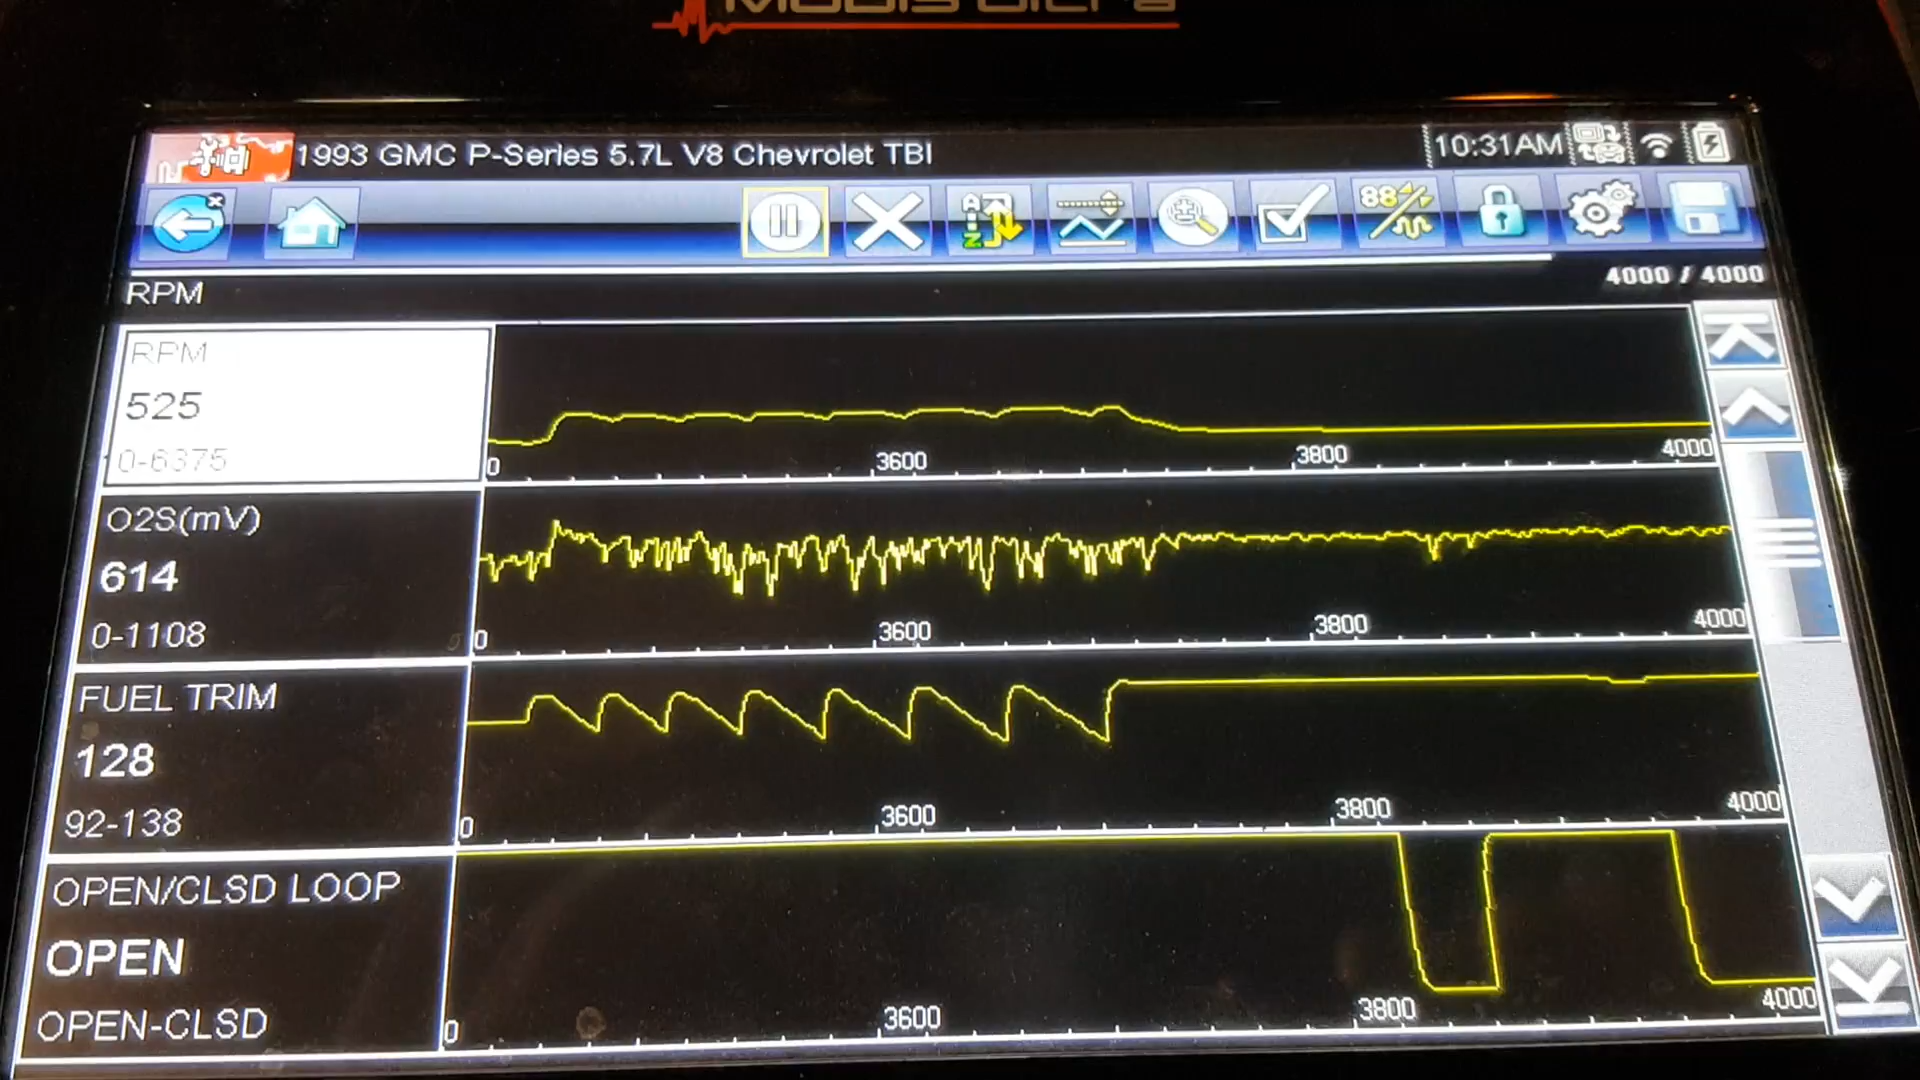 MODIS ultra
1993 GMC P-Series 5.7L V8 Chevrolet TBI
10:31AM
A
Z
88
RPM
4000 / 4000
RPM
525
0-6375
0
3600
3800
4000
O2S(mV)
614
0-1108
0
3600
3800
4000
FUEL TRIM
128
92-138
0
3600
3800
4000
OPEN/CLSD LOOP
OPEN
OPEN-CLSD
0
3600
3800
4000